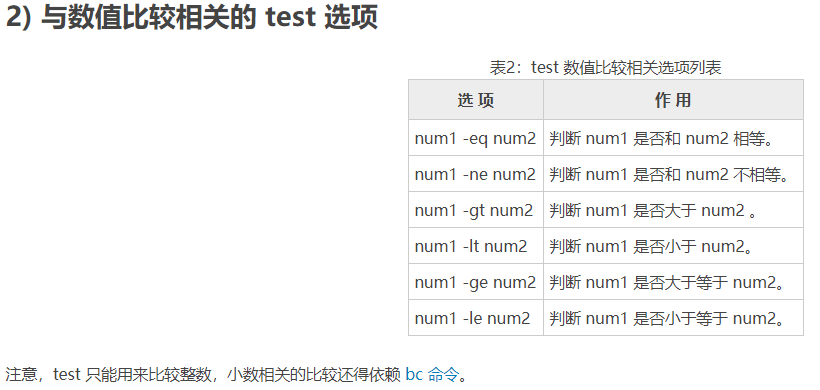 2) 与数值比较相关的 test 选项
表2：test 数值比较相关选项列表
选 项 作 用
num1 -eq num2 判断 num1 是否和 num2 相等。
num1 -ne num2 判断 num1 是否和 num2 不相等。
num1 -gt num2 判断 num1 是否大于 num2 。
num1 -lt num2 判断 num1 是否小于 num2。
num1 -ge num2 判断 num1 是否大于等于 num2。
num1 -le num2 判断 num1 是否小于等于 num2。
注意，test 只能用来比较整数，小数相关的比较还得依赖 bc 命令。